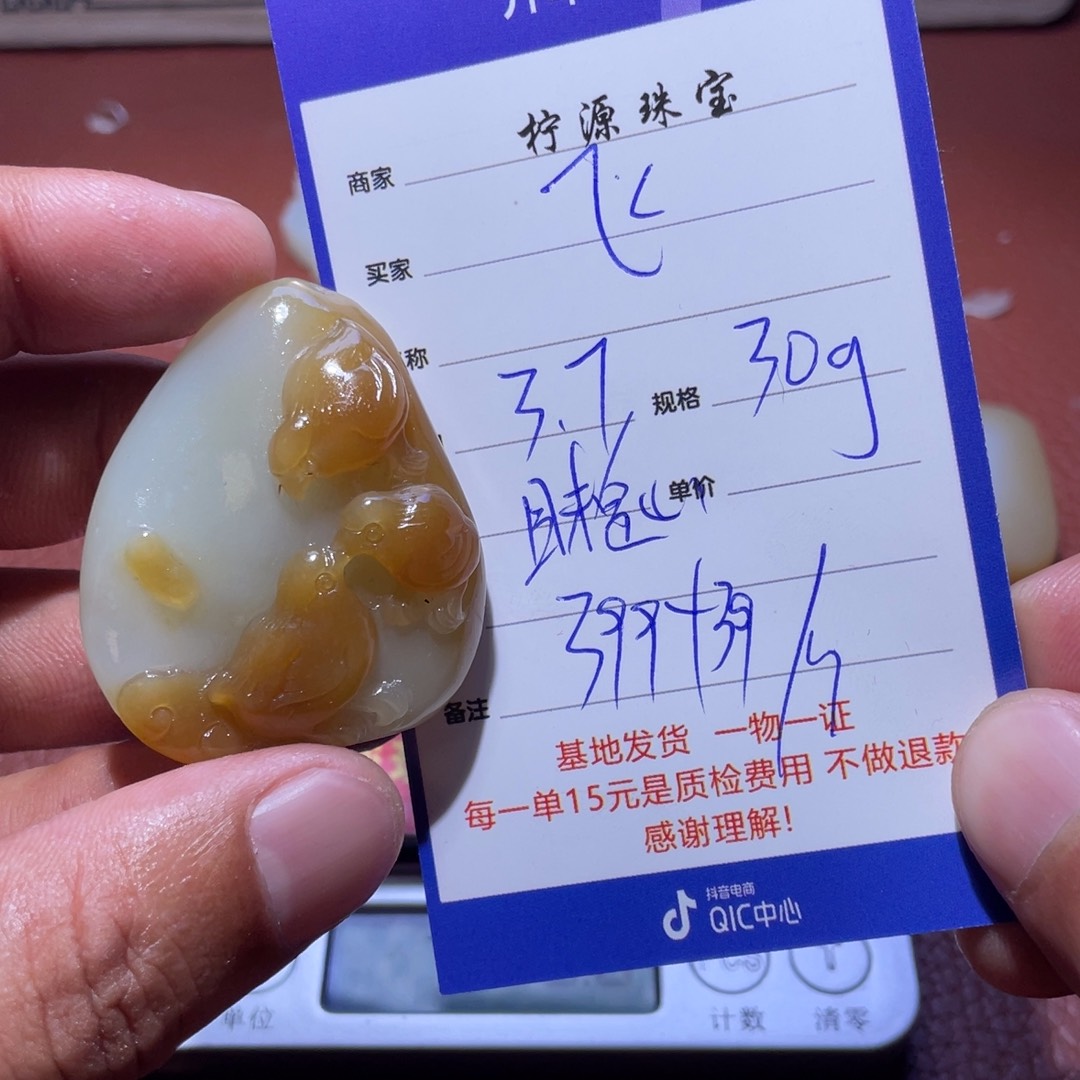 柠源珠宝
商家
飞
买家
称
3.7
规格 30g
单价
399+39/g
备注
基地发货 一物一证
每一单15元是质检费用 不做退款
感谢理解!
抖音电商
QIC中心
单位 计数 清零